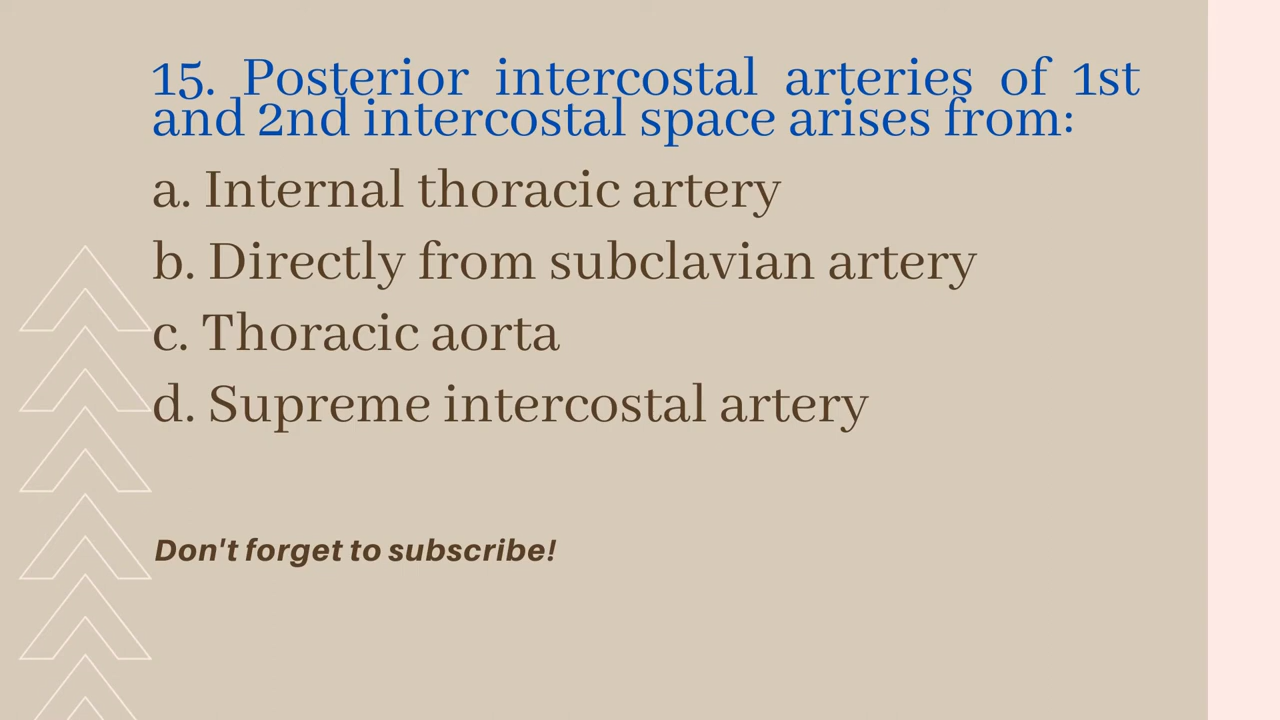 15. Posterior intercostal arteries of 1st
and 2nd intercostal space arises from:
a. Internal thoracic artery
b. Directly from subclavian artery
c. Thoracic aorta
d. Supreme intercostal artery
Don't forget to subscribe!